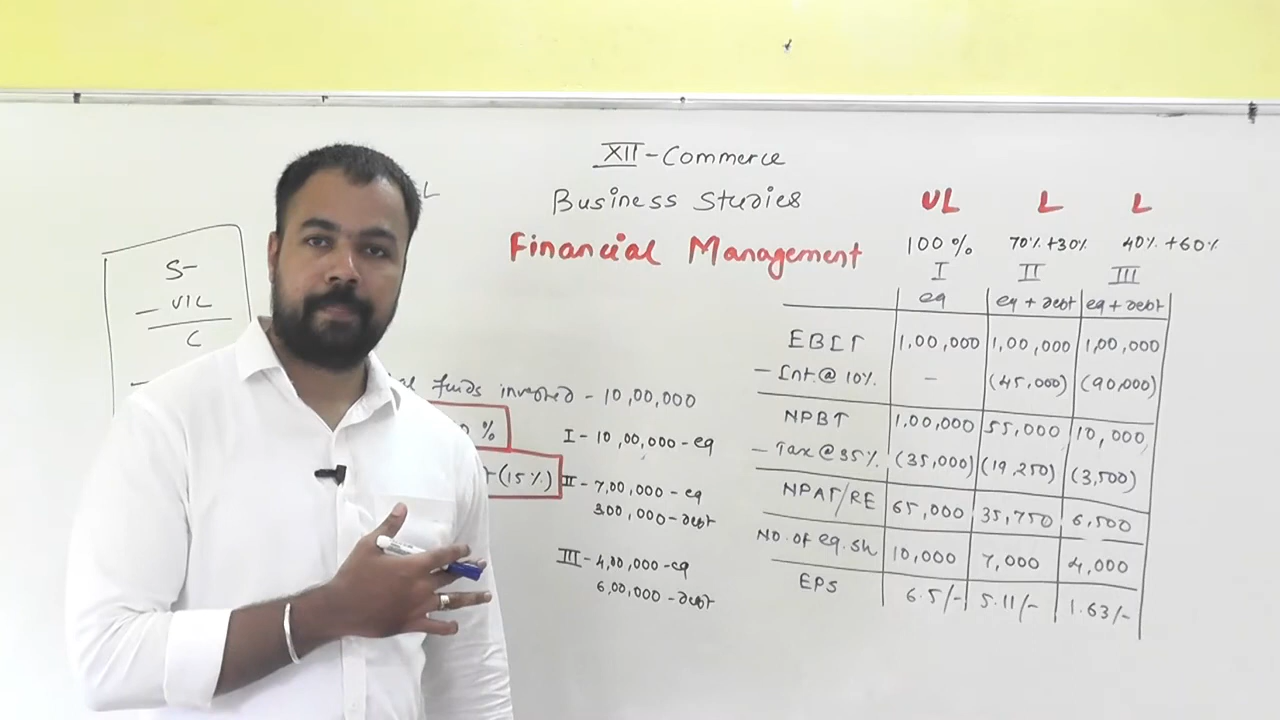 XII - Commerce
Business Studies
Financial Management
S-
- V/C
C
funds invested - 10,00,000
%
(15%)
I - 10,00,000 - eq
II - 7,00,000 - eq
300,000 - debt
III - 4,00,000 - eq
6,00,000 - debt
UL L L
100% 70% +30% 40% +60%
I II III
eq eq + debt eq + debt
EBIT 1,00,000 1,00,000 1,00,000
- Int.@ 10%. - (45,000) (90,000)
NPBT 1,00,000 55,000 10,000
- Tax @35%. (35,000) (19,250) (3,500)
NPAT/RE 65,000 35,750 6,500
No. of eq. sh 10,000 7,000 4,000
EPS 6.5/- 5.11/- 1.63/-